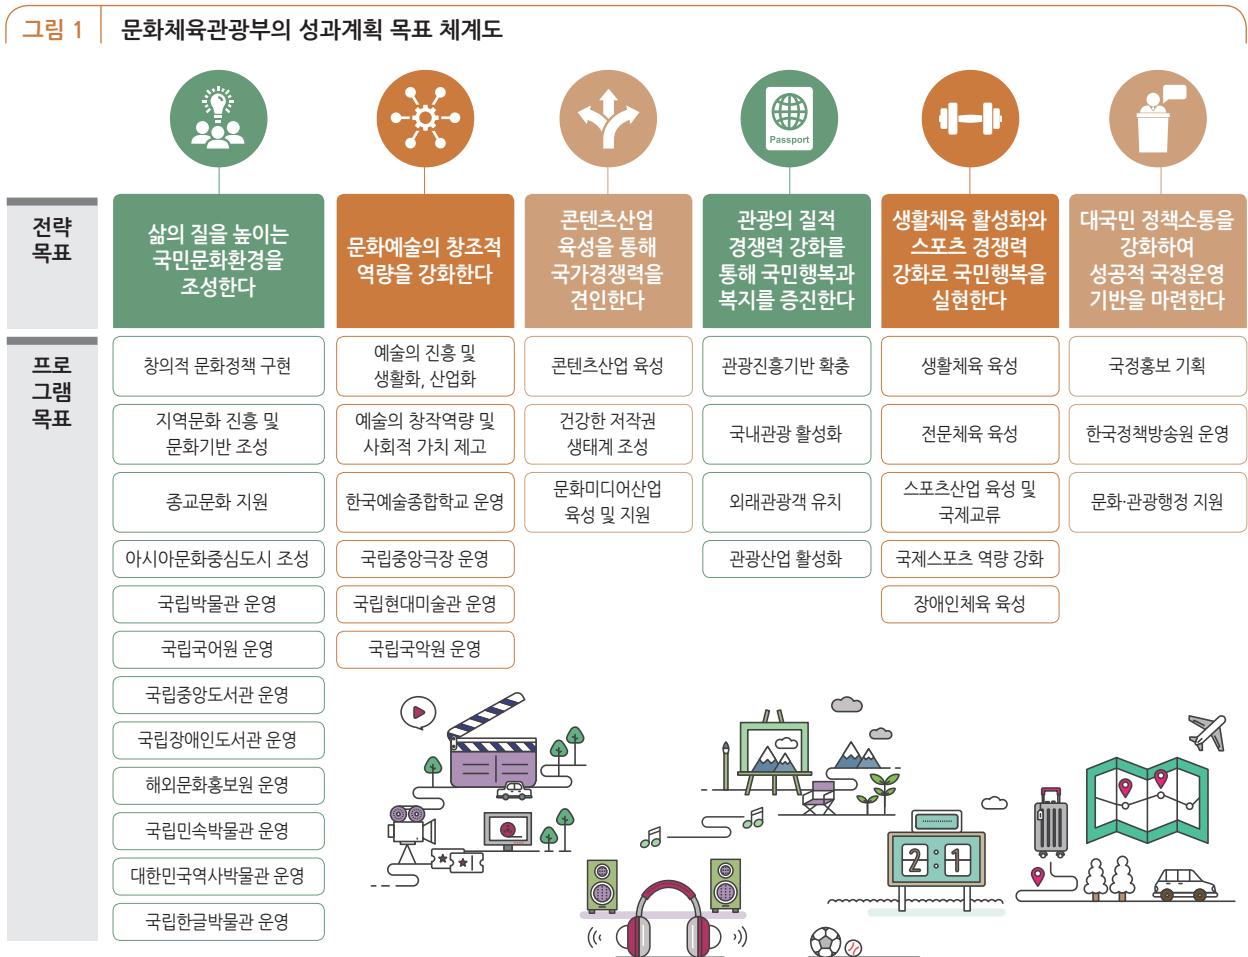 그림 1
문화체육관광부의 성과계획 목표 체계도
Passport
전략
목표
삶의 질을 높이는
국민문화환경을
조성한다
문화예술의 창조적
역량을 강화한다
콘텐츠산업
육성을 통해
국가경쟁력을
견인한다
관광의 질적
경쟁력 강화를
통해 국민행복과
복지를 증진한다
생활체육 활성화와
스포츠 경쟁력
강화로 국민행복을
실현한다
대국민 정책소통을
강화하여
성공적 국정운영
기반을 마련한다
프로
그램
목표
창의적 문화정책 구현
지역문화 진흥 및
문화기반 조성
종교문화 지원
아시아문화중심도시 조성
국립박물관 운영
국립국어원 운영
국립중앙도서관 운영
국립장애인도서관 운영
해외문화홍보원 운영
국립민속박물관 운영
대한민국역사박물관 운영
국립한글박물관 운영
예술의 진흥 및
생활화, 산업화
예술의 창작역량 및
사회적 가치 제고
한국예술종합학교 운영
국립중앙극장 운영
국립현대미술관 운영
국립국악원 운영
콘텐츠산업 육성
건강한 저작권
생태계 조성
문화미디어산업
육성 및 지원
관광진흥기반 확충
국내관광 활성화
외래관광객 유치
관광산업 활성화
생활체육 육성
전문체육 육성
스포츠산업 육성 및
국제교류
국제스포츠 역량 강화
장애인체육 육성
국정홍보 기획
한국정책방송원 운영
문화·관광행정 지원
2:1